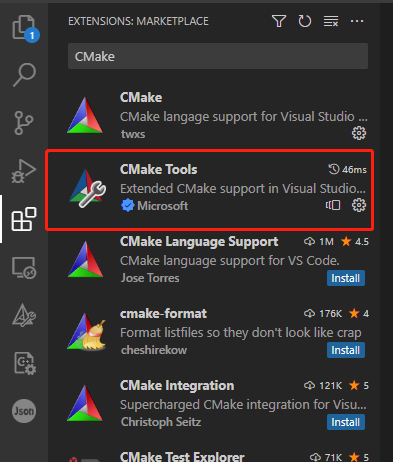 EXTENSIONS: MARKETPLACE
1
CMake
CMake
CMake langage support for Visual Studio ...
twxs
CMake Tools 46ms
Extended CMake support in Visual Studio...
Microsoft
CMake Language Support 1M 4.5
CMake language support for VS Code.
Jose Torres Install
cmake-format 176K 4
Format listfiles so they don't look like crap
cheshirekow Install
CMake Integration 121K 5
Supercharged CMake integration for Visu...
Christoph Seitz Install
Json
CMake Test Explorer 71K 5